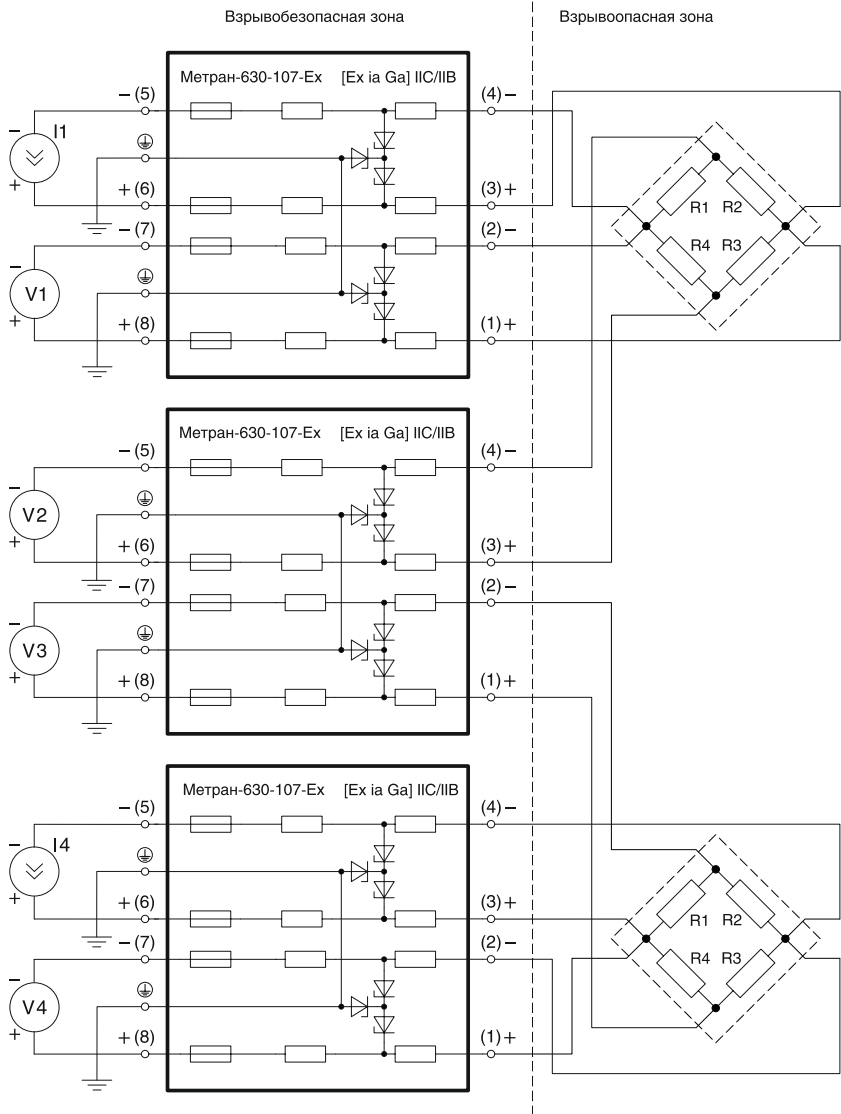 Взрывобезопасная зона
Взрывоопасная зона
Метран-630-107-Ex [Ex ia Ga] IIC/IIB
– (5)
(4) –
– I1
+
+ (6)
(3) +
R1 R2
– (7)
(2) –
R4 R3
–
V1
+
+ (8)
(1) +
Метран-630-107-Ex [Ex ia Ga] IIC/IIB
– (5)
(4) –
–
V2
+
+ (6)
(3) +
– (7)
(2) –
–
V3
+
+ (8)
(1) +
Метран-630-107-Ex [Ex ia Ga] IIC/IIB
– (5)
(4) –
– I4
+
+ (6)
(3) +
R1 R2
– (7)
(2) –
R4 R3
–
V4
+
+ (8)
(1) +